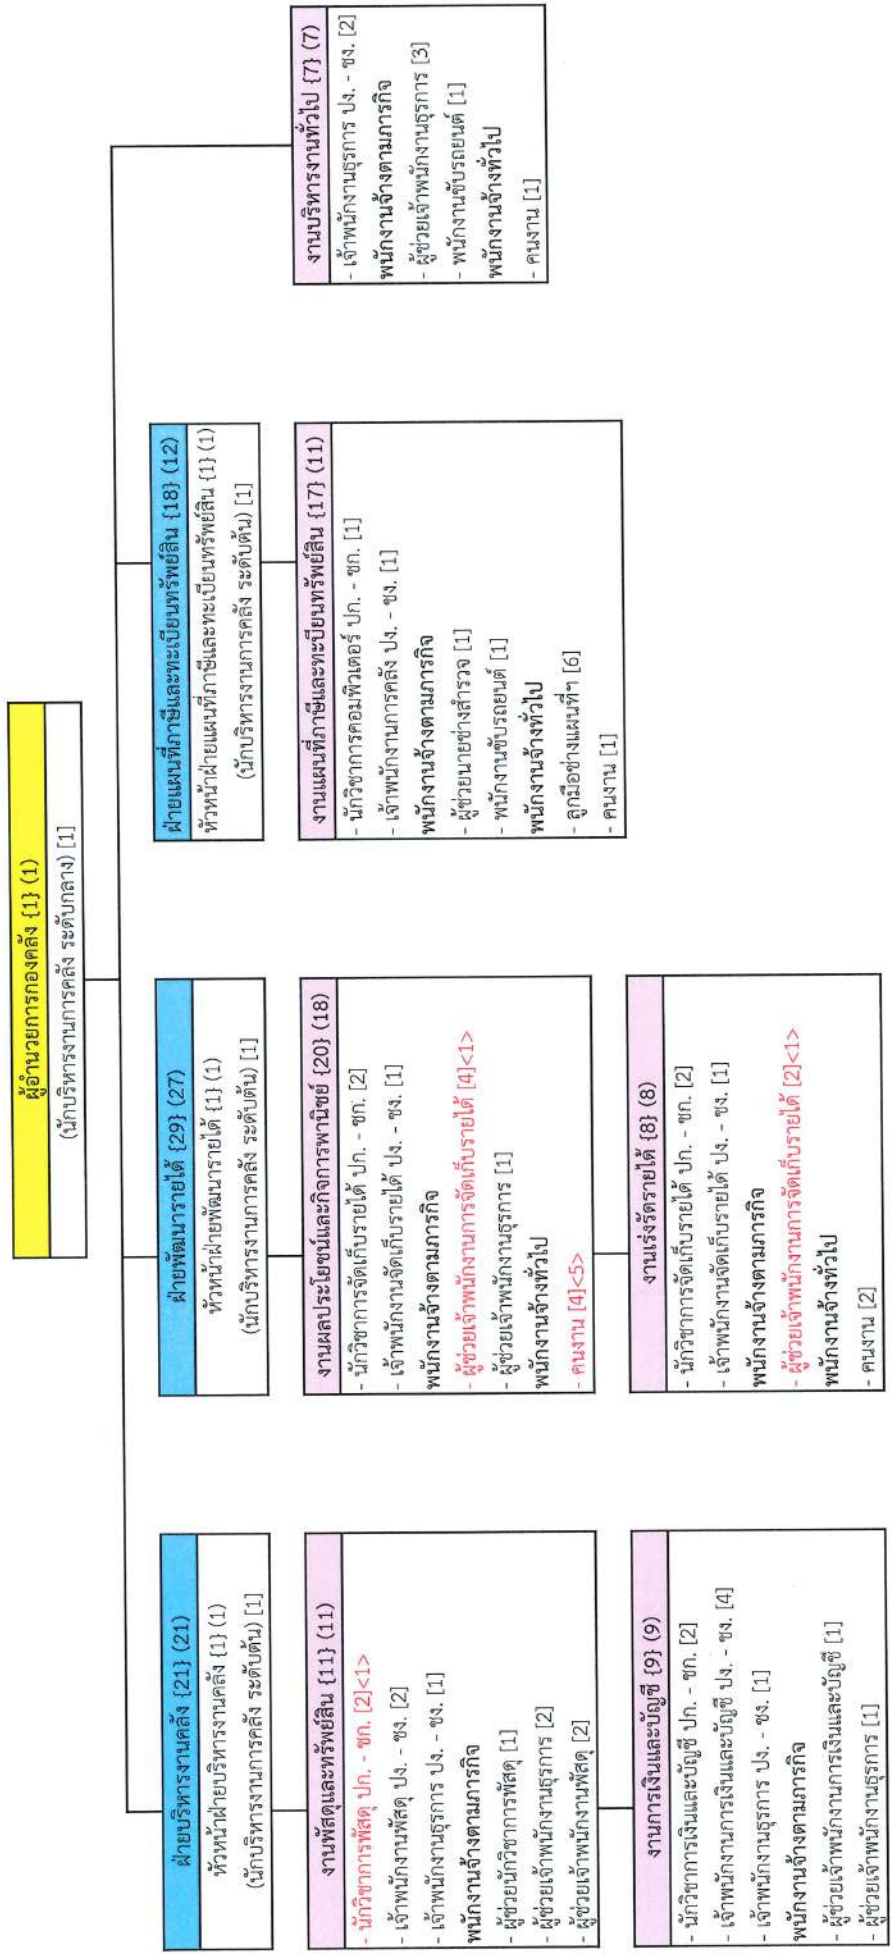 ผู้อำนวยการกองคลัง {1} (1)
(นักบริหารงานการคลัง ระดับกลาง) [1]
ฝ่ายบริหารงานคลัง {21} (21)
หัวหน้าฝ่ายบริหารงานคลัง {1} (1)
(นักบริหารงานการคลัง ระดับต้น) [1]
งานพัสดุและทรัพย์สิน {11} (11)
- นักวิชาการพัสดุ ปก. - ชก. [2]<1>
- เจ้าพนักงานพัสดุ ปง. - ชง. [2]
- เจ้าพนักงานธุรการ ปง. - ชง. [1]
พนักงานจ้างตามภารกิจ
- ผู้ช่วยนักวิชาการพัสดุ [1]
- ผู้ช่วยเจ้าพนักงานธุรการ [2]
- ผู้ช่วยเจ้าพนักงานพัสดุ [2]
งานการเงินและบัญชี {9} (9)
- นักวิชาการเงินและบัญชี ปก. - ชก. [2]
- เจ้าพนักงานการเงินและบัญชี ปง. - ชง. [4]
- เจ้าพนักงานธุรการ ปง. - ชง. [1]
พนักงานจ้างตามภารกิจ
- ผู้ช่วยเจ้าพนักงานการเงินและบัญชี [1]
- ผู้ช่วยเจ้าพนักงานธุรการ [1]
ฝ่ายพัฒนารายได้ {29} (27)
หัวหน้าฝ่ายพัฒนารายได้ {1} (1)
(นักบริหารงานการคลัง ระดับต้น) [1]
งานผลประโยชน์และกิจการพานิชย์ {20} (18)
- นักวิชาการจัดเก็บรายได้ ปก. - ชก. [2]
- เจ้าพนักงานจัดเก็บรายได้ ปง. - ชง. [1]
พนักงานจ้างตามภารกิจ
- ผู้ช่วยเจ้าพนักงานการจัดเก็บรายได้ [4]<1>
- ผู้ช่วยเจ้าพนักงานธุรการ [1]
พนักงานจ้างทั่วไป
- คนงาน [4]<5>
งานเร่งรัดรายได้ {8} (8)
- นักวิชาการจัดเก็บรายได้ ปก. - ชก. [2]
- เจ้าพนักงานจัดเก็บรายได้ ปง. - ชง. [1]
พนักงานจ้างตามภารกิจ
- ผู้ช่วยเจ้าพนักงานการจัดเก็บรายได้ [2]<1>
พนักงานจ้างทั่วไป
- คนงาน [2]
ฝ่ายแผนที่ภาษีและทะเบียนทรัพย์สิน {18} (12)
หัวหน้าฝ่ายแผนที่ภาษีและทะเบียนทรัพย์สิน {1} (1)
(นักบริหารงานการคลัง ระดับต้น) [1]
งานแผนที่ภาษีและทะบียนทรัพย์สิน {17} (11)
- นักวิชาการคอมพิวเตอร์ ปก. - ชก. [1]
- เจ้าพนักงานการคลัง ปง. - ชง. [1]
พนักงานจ้างตามภารกิจ
- ผู้ช่วยนายช่างสำรวจ [1]
- พนักงานขับรถยนต์ [1]
พนักงานจ้างทั่วไป
- ลูกมือช่างแผนที่ฯ [6]
- คนงาน [1]
งานบริหารงานทั่วไป {7} (7)
- เจ้าพนักงานธุรการ ปง. - ชง. [2]
พนักงานจ้างตามภารกิจ
- ผู้ช่วยเจ้าพนักงานธุรการ [3]
- พนักงานขับรถยนต์ [1]
พนักงานจ้างทั่วไป
- คนงาน [1]